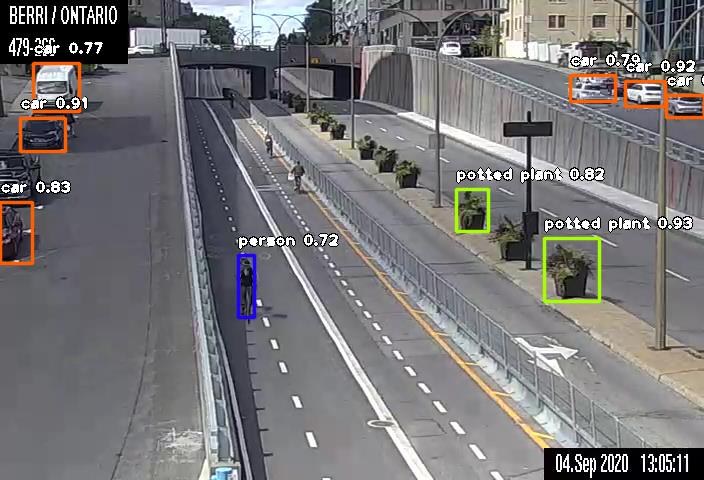 BERRI / ONTARIO
car 0.77
car 0.91
car 0.83
car 0.79
car 0.92
car
potted plant 0.82
potted plant 0.93
person 0.72
04.Sep 2020 13:05:11